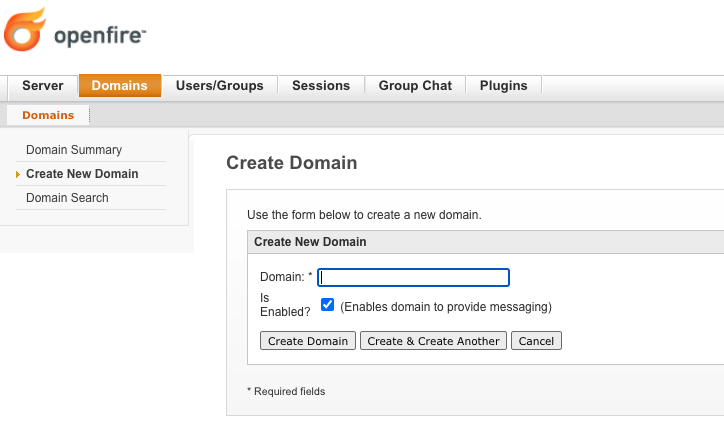 openfire™
Server Domains Users/Groups Sessions Group Chat Plugins
Domains
Domain Summary
Create New Domain
Domain Search
Create Domain
Use the form below to create a new domain.
Create New Domain
Domain: *
Is
Enabled? (Enables domain to provide messaging)
Create Domain Create & Create Another Cancel
* Required fields